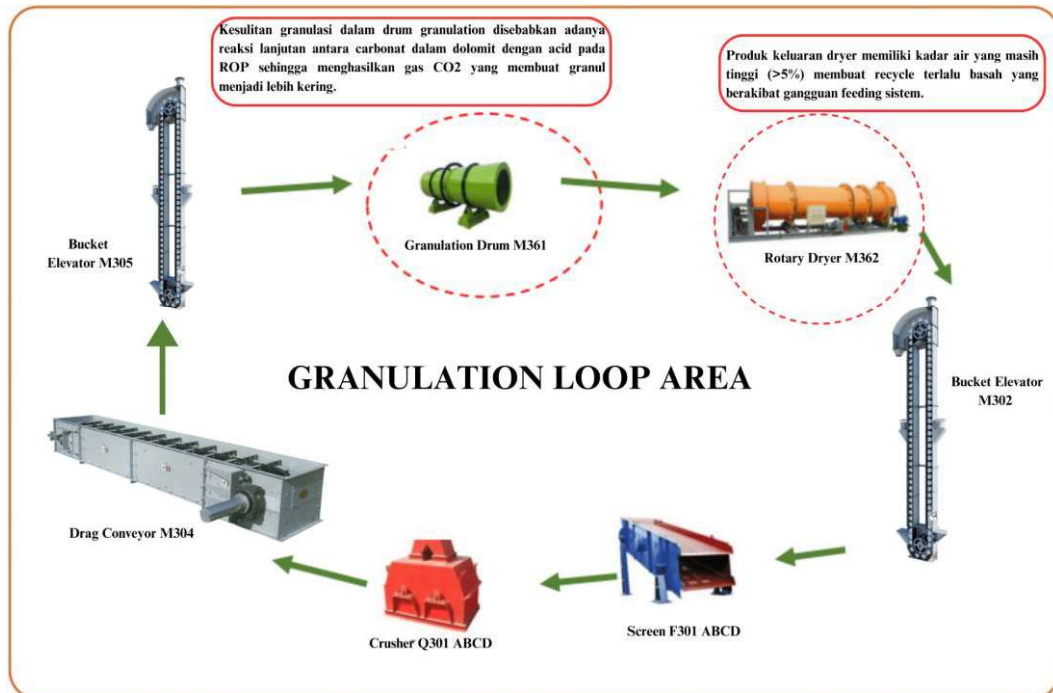 Kesulitan granulasi dalam drum granulation disebabkan adanya
reaksi lanjutan antara carbonat dalam dolomit dengan acid pada
ROP sehingga menghasilkan gas CO2 yang membuat granul
menjadi lebih kering.
Produk keluaran dryer memiliki kadar air yang masih
tinggi (>5%) membuat recycle terlalu basah yang
berakibat gangguan feeding sistem.
Bucket
Elevator M305
Granulation Drum M361
Rotary Dryer M362
GRANULATION LOOP AREA
Bucket Elevator
M302
Drag Conveyor M304
Crusher Q301 ABCD
Screen F301 ABCD